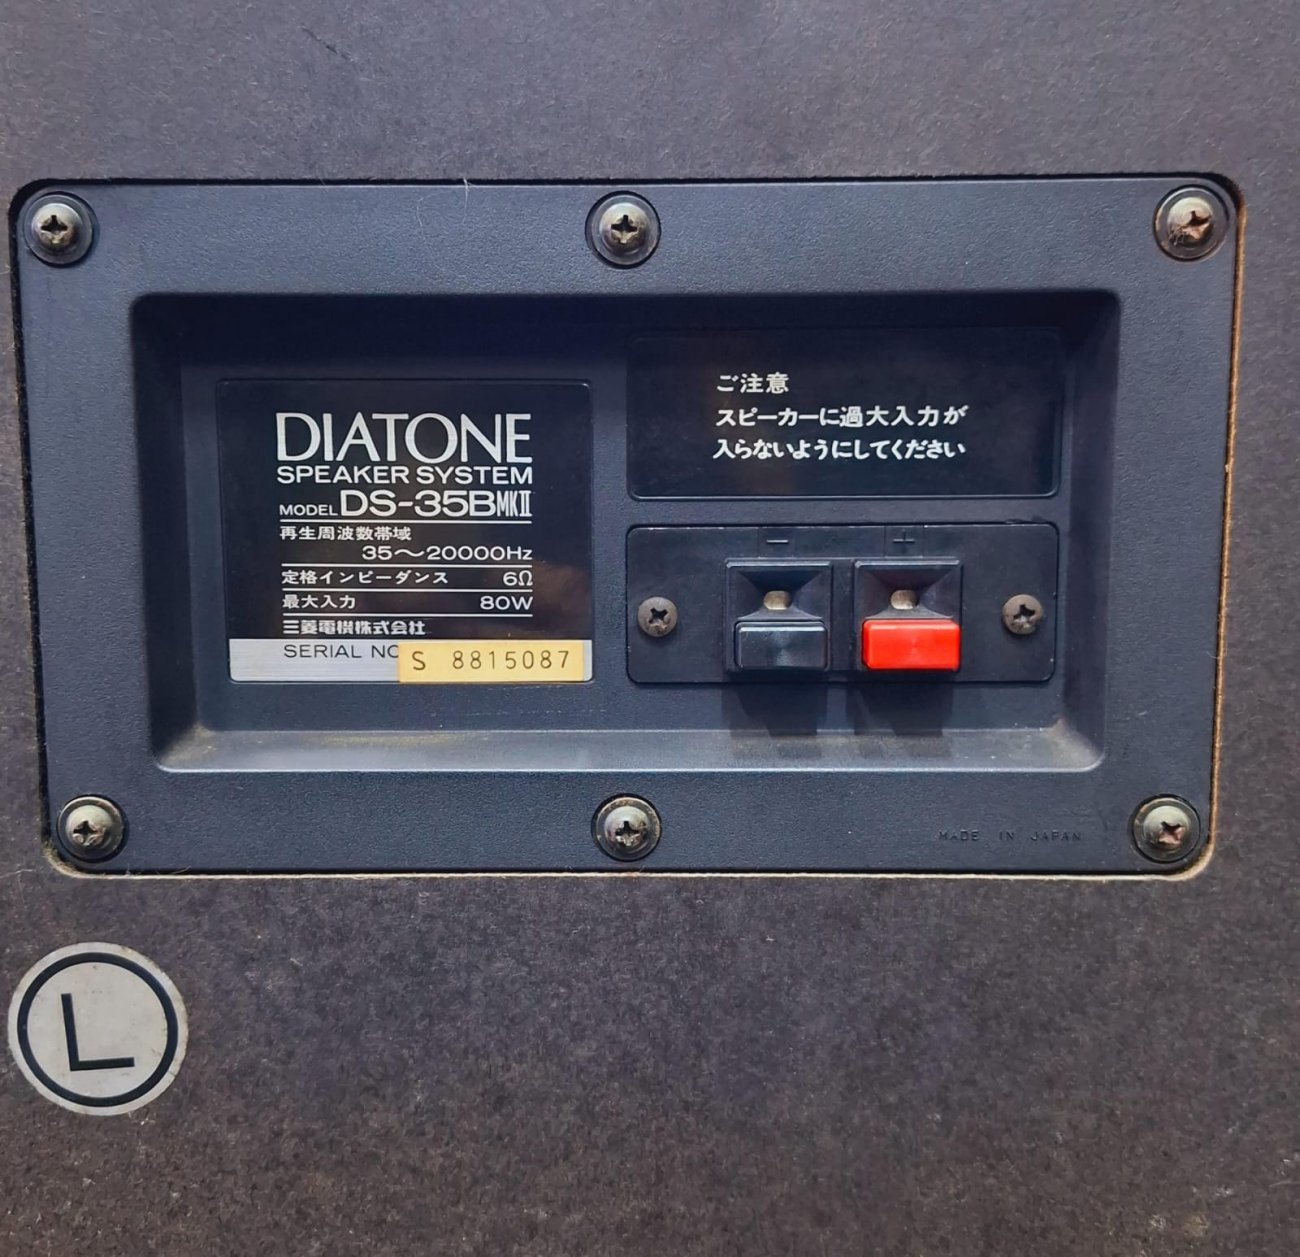 DIATONE
SPEAKER SYSTEM
MODEL DS-35BMKII
再生周波数帯域
35〜20000Hz
定格インピーダンス 6Ω
最大入力 80W
三菱電機株式会社
SERIAL NO
S 8815087
ご注意
スピーカーに過大入力が
入らないようにしてください
− +
MADE IN JAPAN
L